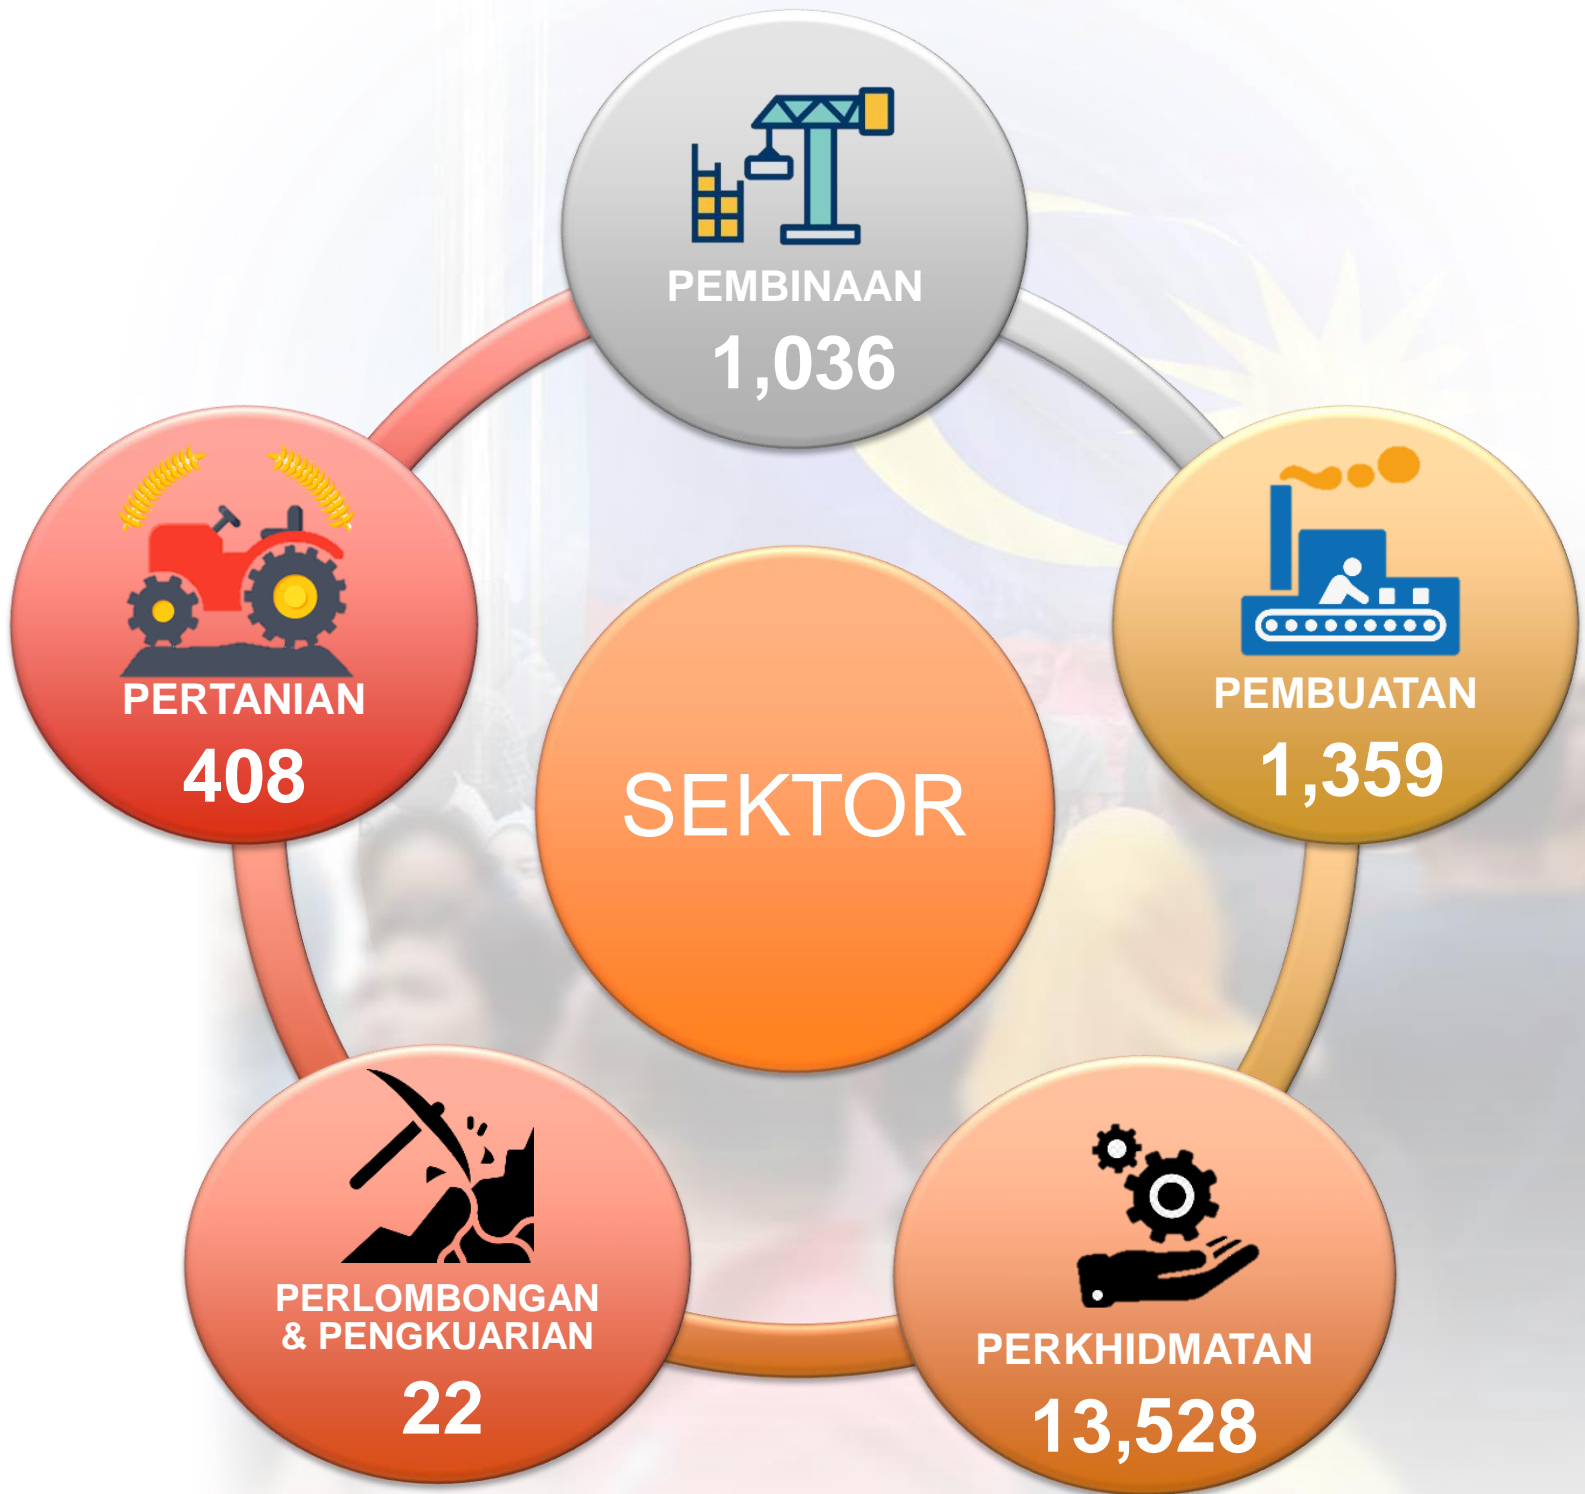 PEMBINAAN
1,036
PERTANIAN
408
PEMBUATAN
1,359
SEKTOR
PERLOMBONGAN
& PENGKUARIAN
22
PERKHIDMATAN
13,528